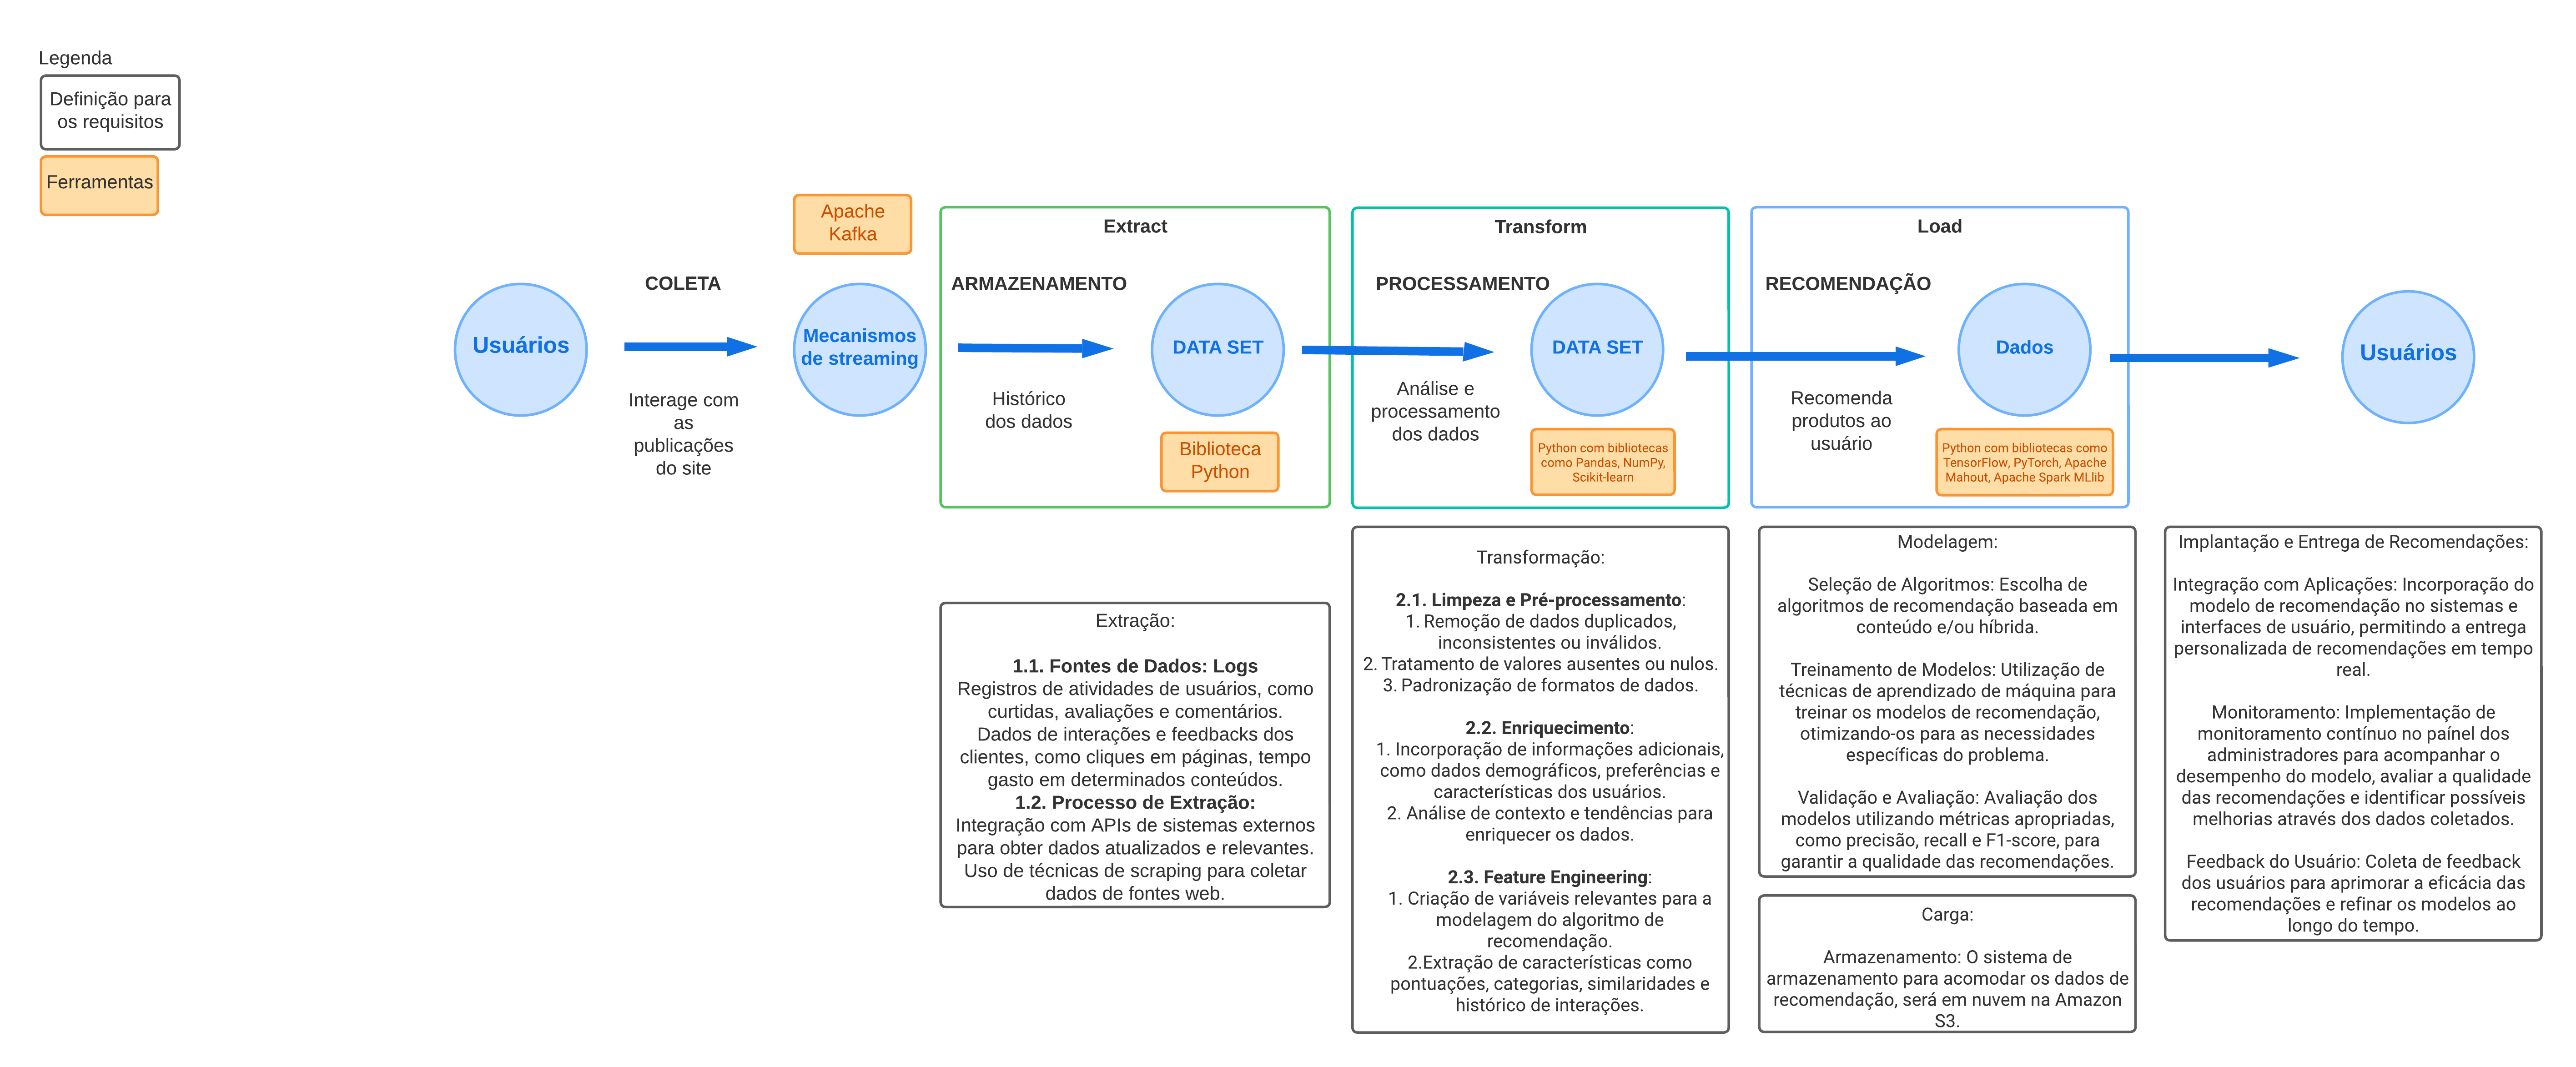 Legenda
Definição para
os requisitos
Ferramentas
Usuários
COLETA
Interage com
as
publicações
do site
Apache
Kafka
Mecanismos
de streaming
Extract
ARMAZENAMENTO
Histórico
dos dados
DATA SET
Biblioteca
Python
Transform
PROCESSAMENTO
Análise e
processamento
dos dados
DATA SET
Python com bibliotecas
como Pandas, NumPy,
Scikit-learn
Load
RECOMENDAÇÃO
Recomenda
produtos ao
usuário
Dados
Python com bibliotecas como
TensorFlow, PyTorch, Apache
Mahout, Apache Spark MLlib
Usuários
Extração:
1.1. Fontes de Dados: Logs
Registros de atividades de usuários, como
curtidas, avaliações e comentários.
Dados de interações e feedbacks dos
clientes, como cliques em páginas, tempo
gasto em determinados conteúdos.
1.2. Processo de Extração:
Integração com APIs de sistemas externos
para obter dados atualizados e relevantes.
Uso de técnicas de scraping para coletar
dados de fontes web.
Transformação:
2.1. Limpeza e Pré-processamento:
1. Remoção de dados duplicados,
inconsistentes ou inválidos.
2. Tratamento de valores ausentes ou nulos.
3. Padronização de formatos de dados.
2.2. Enriquecimento:
1. Incorporação de informações adicionais,
como dados demográficos, preferências e
características dos usuários.
2. Análise de contexto e tendências para
enriquecer os dados.
2.3. Feature Engineering:
1. Criação de variáveis relevantes para a
modelagem do algoritmo de
recomendação.
2.Extração de características como
pontuações, categorias, similaridades e
histórico de interações.
Modelagem:
Seleção de Algoritmos: Escolha de
algoritmos de recomendação baseada em
conteúdo e/ou híbrida.
Treinamento de Modelos: Utilização de
técnicas de aprendizado de máquina para
treinar os modelos de recomendação,
otimizando-os para as necessidades
específicas do problema.
Validação e Avaliação: Avaliação dos
modelos utilizando métricas apropriadas,
como precisão, recall e F1-score, para
garantir a qualidade das recomendações.
Carga:
Armazenamento: O sistema de
armazenamento para acomodar os dados de
recomendação, será em nuvem na Amazon
S3.
Implantação e Entrega de Recomendações:
Integração com Aplicações: Incorporação do
modelo de recomendação no sistemas e
interfaces de usuário, permitindo a entrega
personalizada de recomendações em tempo
real.
Monitoramento: Implementação de
monitoramento contínuo no paínel dos
administradores para acompanhar o
desempenho do modelo, avaliar a qualidade
das recomendações e identificar possíveis
melhorias através dos dados coletados.
Feedback do Usuário: Coleta de feedback
dos usuários para aprimorar a eficácia das
recomendações e refinar os modelos ao
longo do tempo.